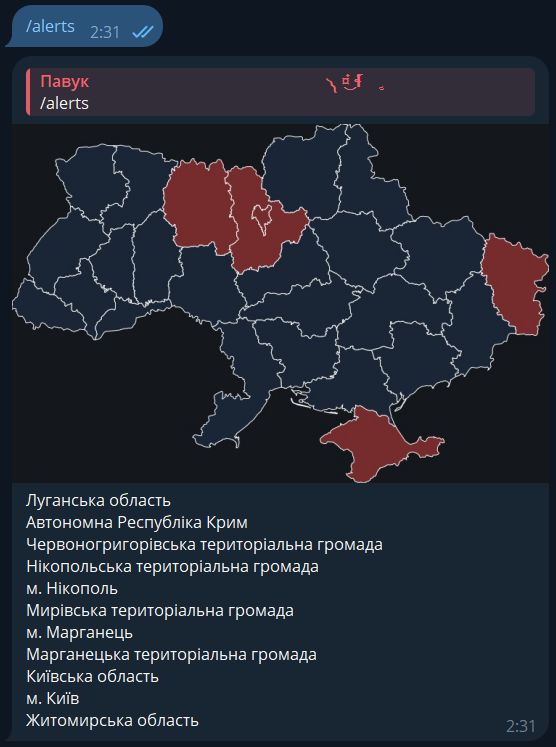 /alerts
2:31
Павук
/alerts
Луганська область
Автономна Республіка Крим
Червоногригорівська територіальна громада
Нікопольська територіальна громада
м. Нікополь
Мирівська територіальна громада
м. Марганець
Марганецька територіальна громада
Київська область
м. Київ
Житомирська область
2:31